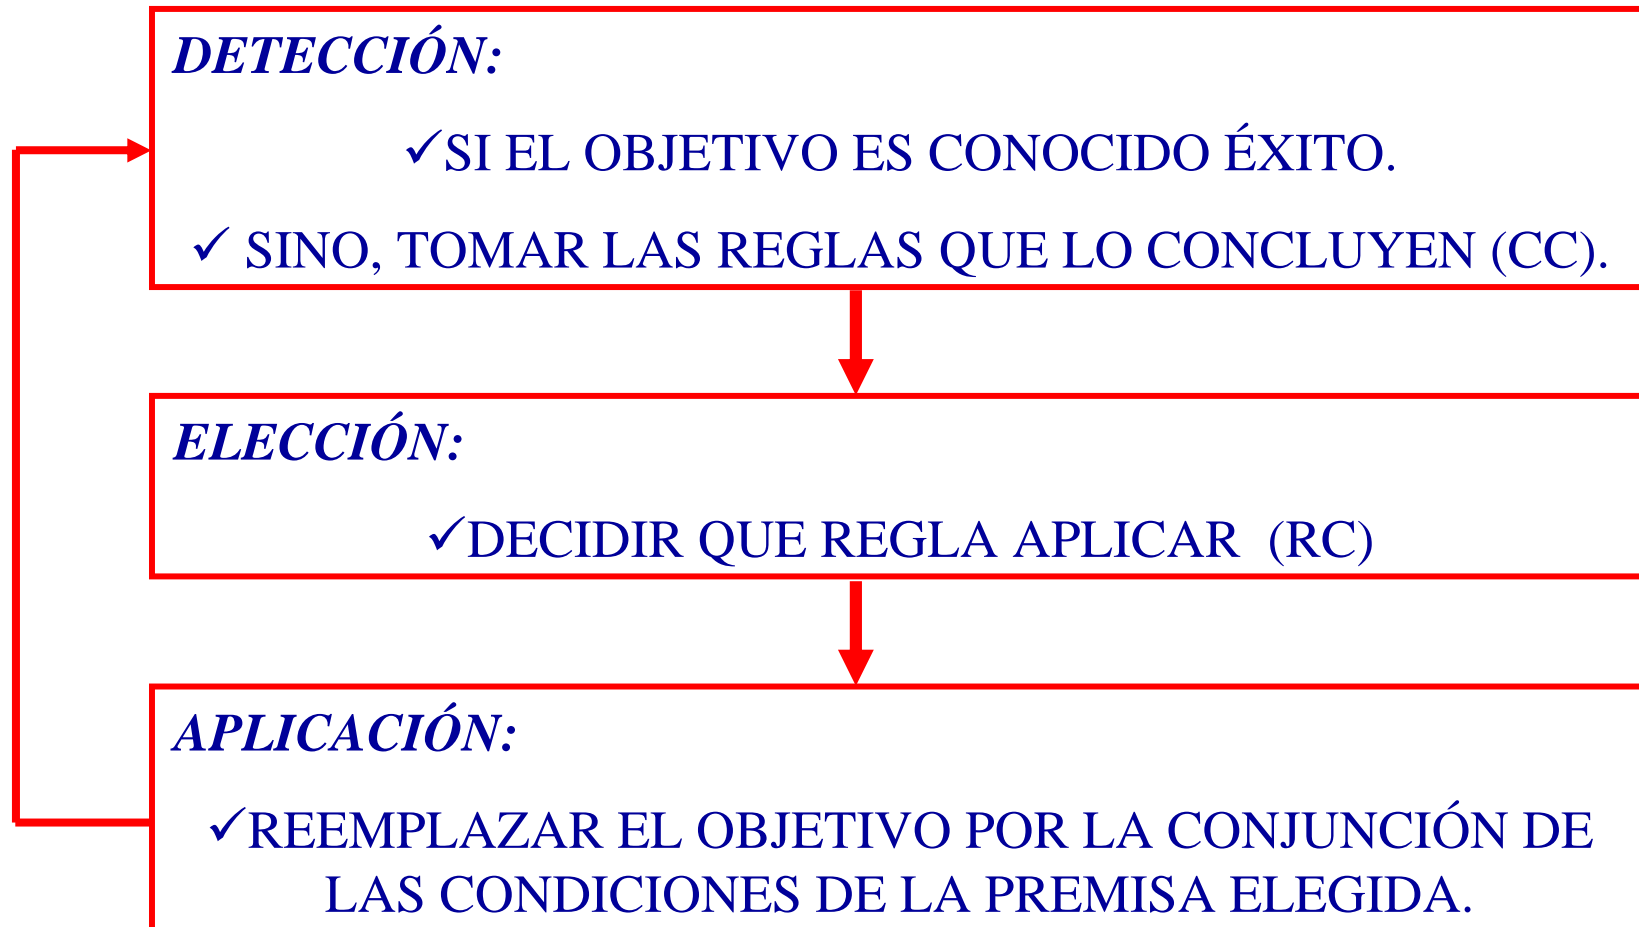 DETECCIÓN:
✓SI EL OBJETIVO ES CONOCIDO ÉXITO.
✓ SINO, TOMAR LAS REGLAS QUE LO CONCLUYEN (CC).
ELECCIÓN:
✓DECIDIR QUE REGLA APLICAR (RC)
APLICACIÓN:
✓REEMPLAZAR EL OBJETIVO POR LA CONJUNCIÓN DE
LAS CONDICIONES DE LA PREMISA ELEGIDA.